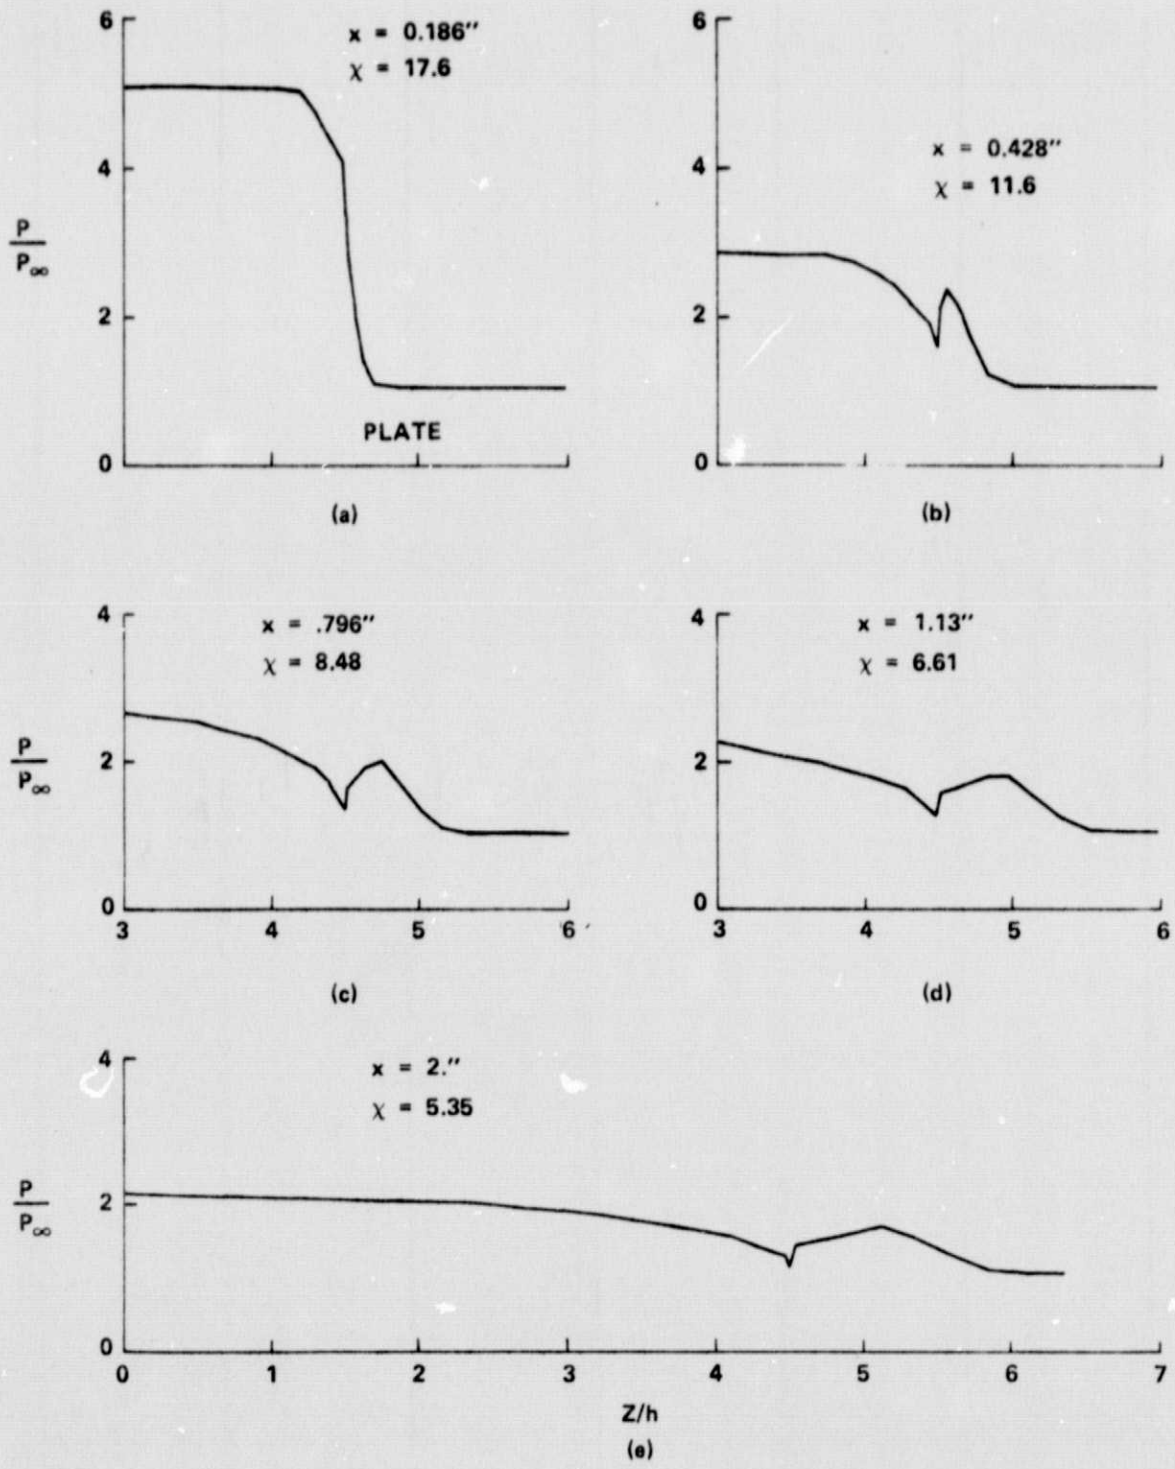 6
4
2
0
P
P∞
x = 0.186″
χ = 17.6
PLATE
(a)
6
4
2
0
x = 0.428″
χ = 11.6
(b)
4
2
0
P
P∞
x = .796″
χ = 8.48
3 4 5 6
(c)
4
2
0
x = 1.13″
χ = 6.61
3 4 5 6
(d)
4
2
0
P
P∞
x = 2.″
χ = 5.35
0 1 2 3 4 5 6 7
Z/h
(e)